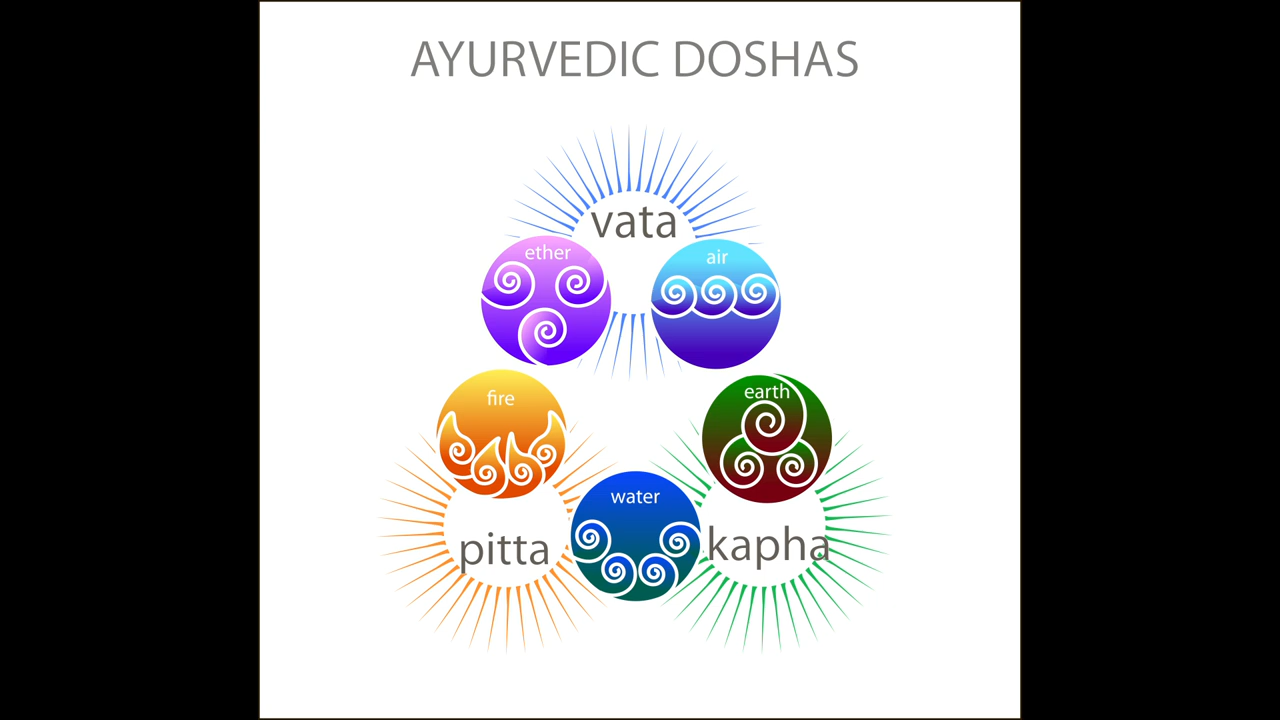 AYURVEDIC DOSHAS
vata
ether
air
fire
earth
water
pitta
kapha